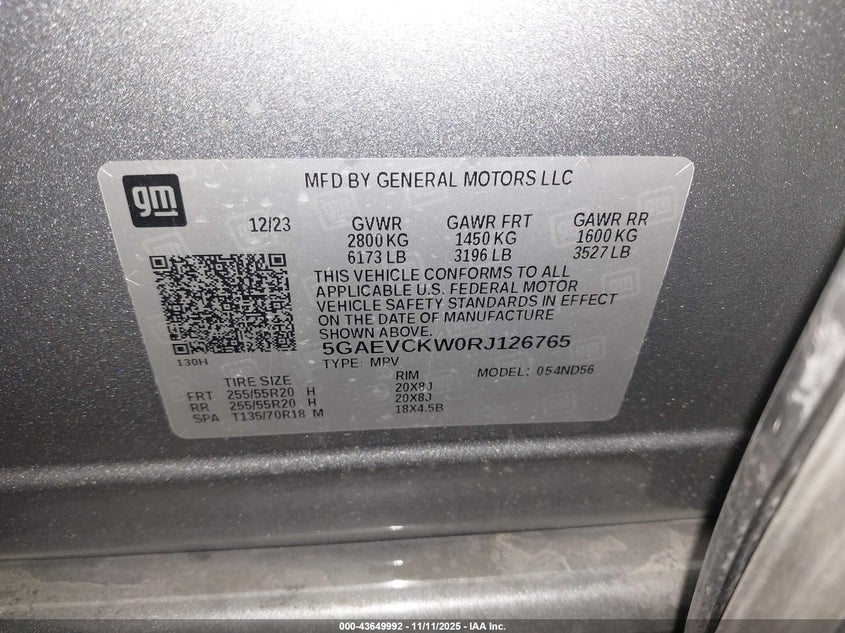 gm
MFD BY GENERAL MOTORS LLC
12/23 GVWR GAWR FRT GAWR RR
2800 KG 1450 KG 1600 KG
6173 LB 3196 LB 3527 LB
THIS VEHICLE CONFORMS TO ALL
APPLICABLE U.S. FEDERAL MOTOR
VEHICLE SAFETY STANDARDS IN EFFECT
ON THE DATE OF MANUFACTURE
SHOWN ABOVE.
130H
5GAEVCKW0RJ126765
TYPE: MPV
MODEL: 054ND56
TIRE SIZE RIM
FRT 255/55R20 H 20X8J
RR 255/55R20 H 20X8J
SPA T135/70R18 M 18X4.5B
000-43649992 — 11/11/2025 — IAA Inc.